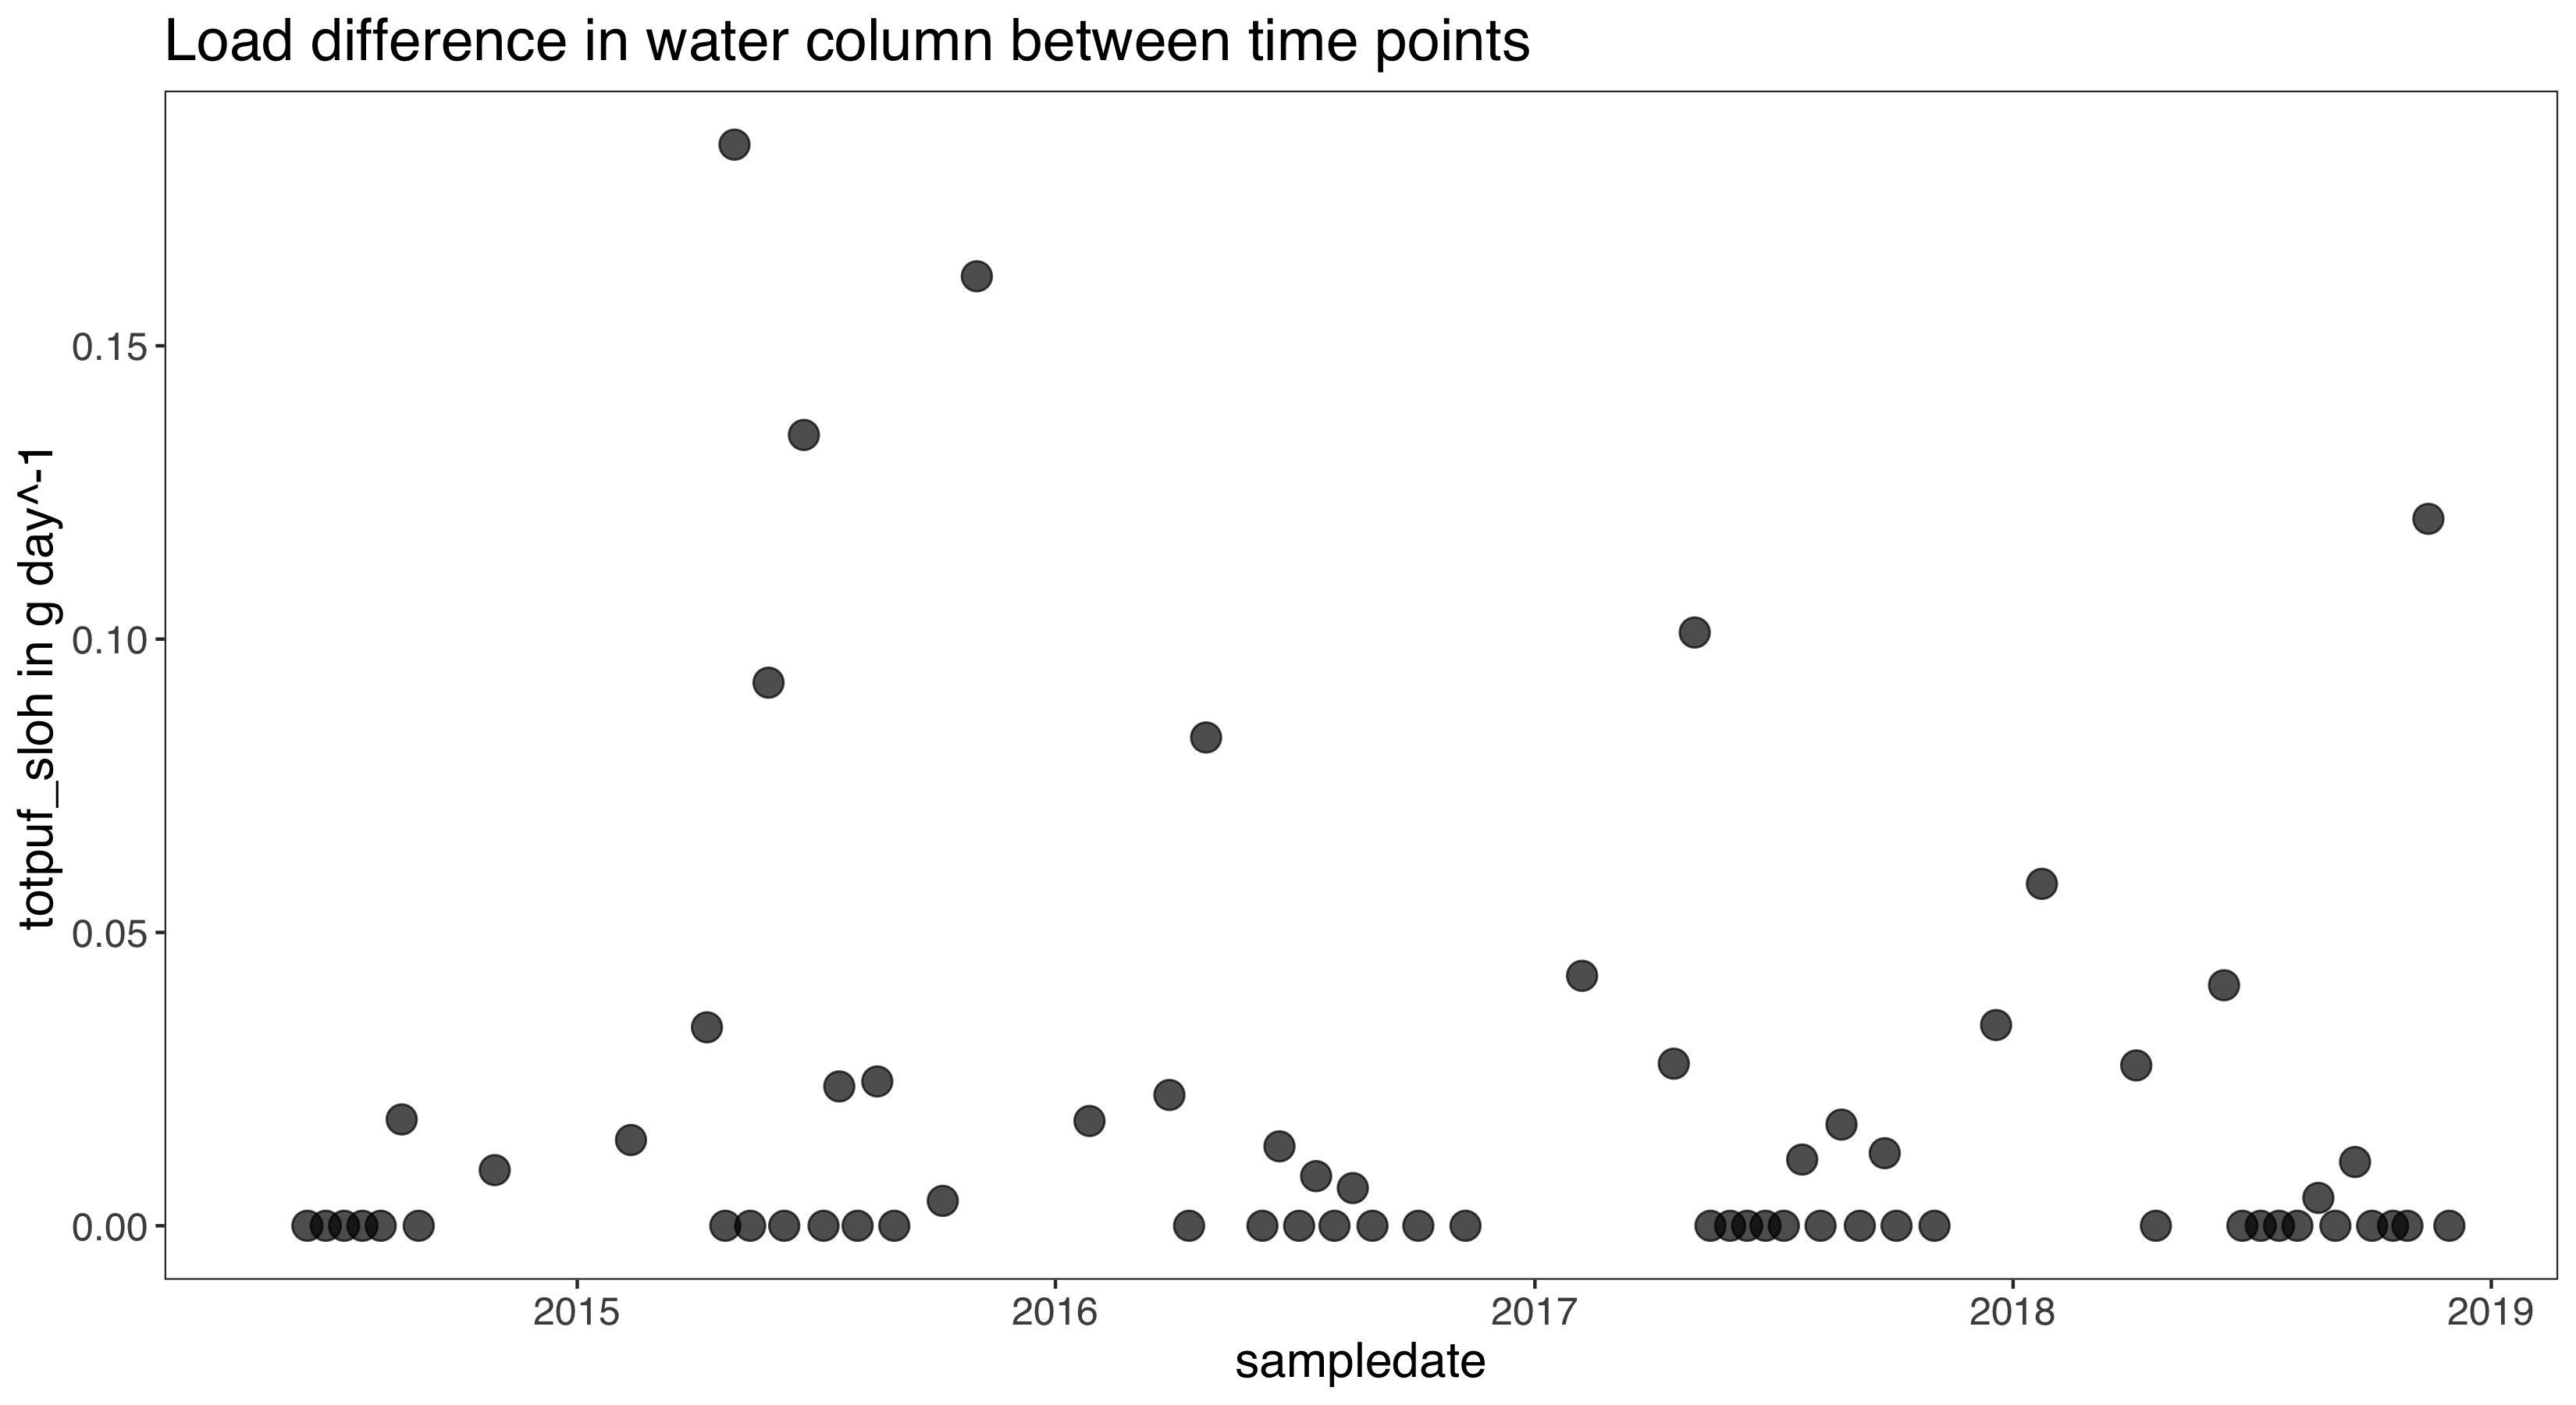 Load difference in water column between time points
totpuf_sloh in g day^-1
0.15
0.10
0.05
0.00
2015 2016 2017 2018 2019
sampledate